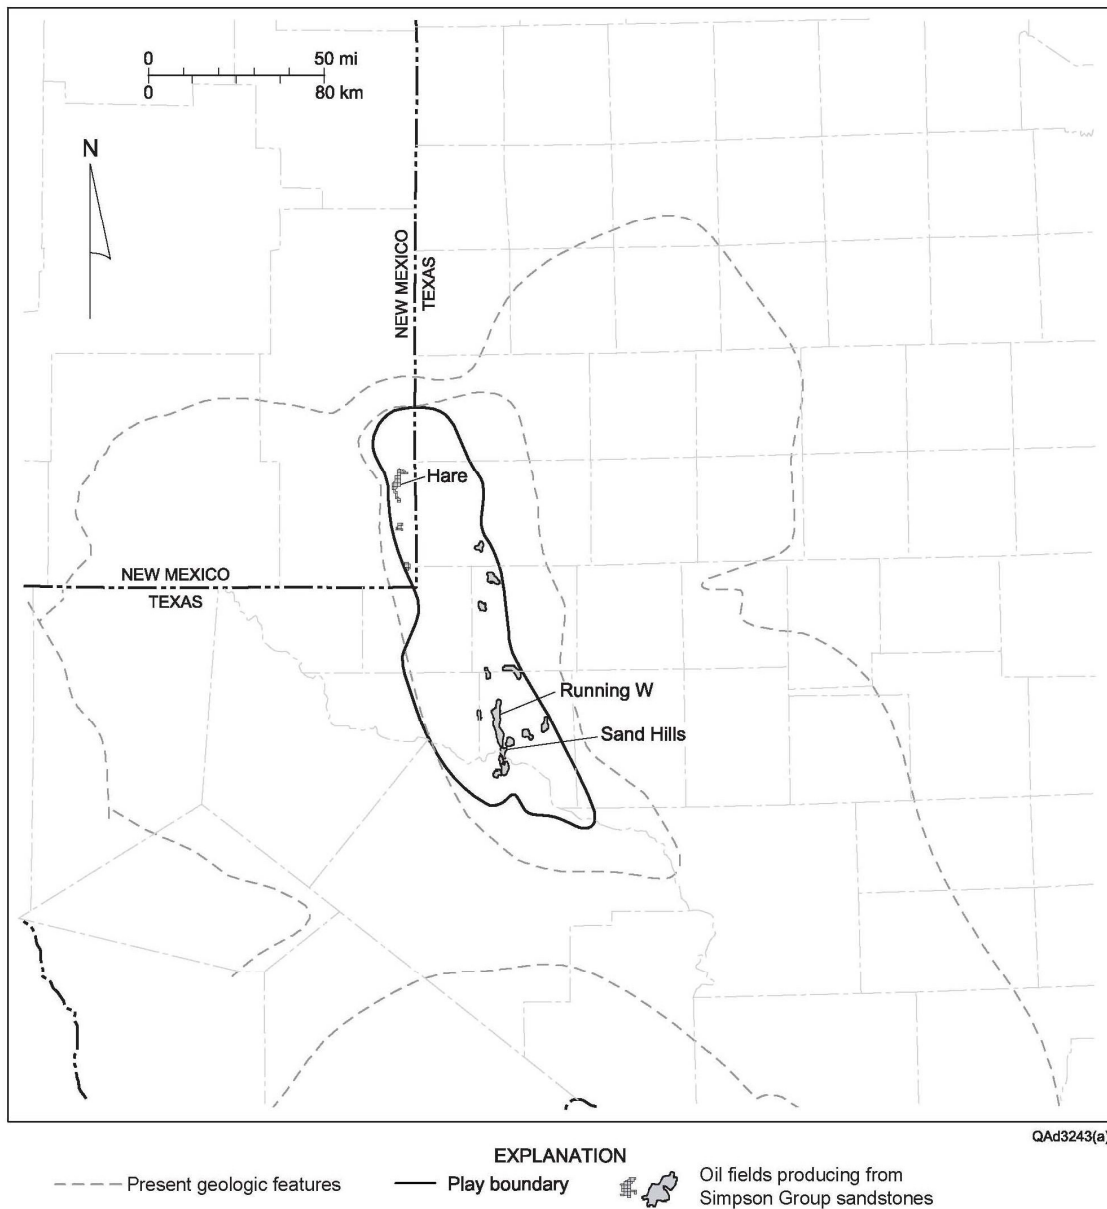 0 50 mi
0 80 km
N
NEW MEXICO
TEXAS
Hare
NEW MEXICO
TEXAS
Running W
Sand Hills
QAd3243(a)
EXPLANATION
Present geologic features
Play boundary
Oil fields producing from
Simpson Group sandstones